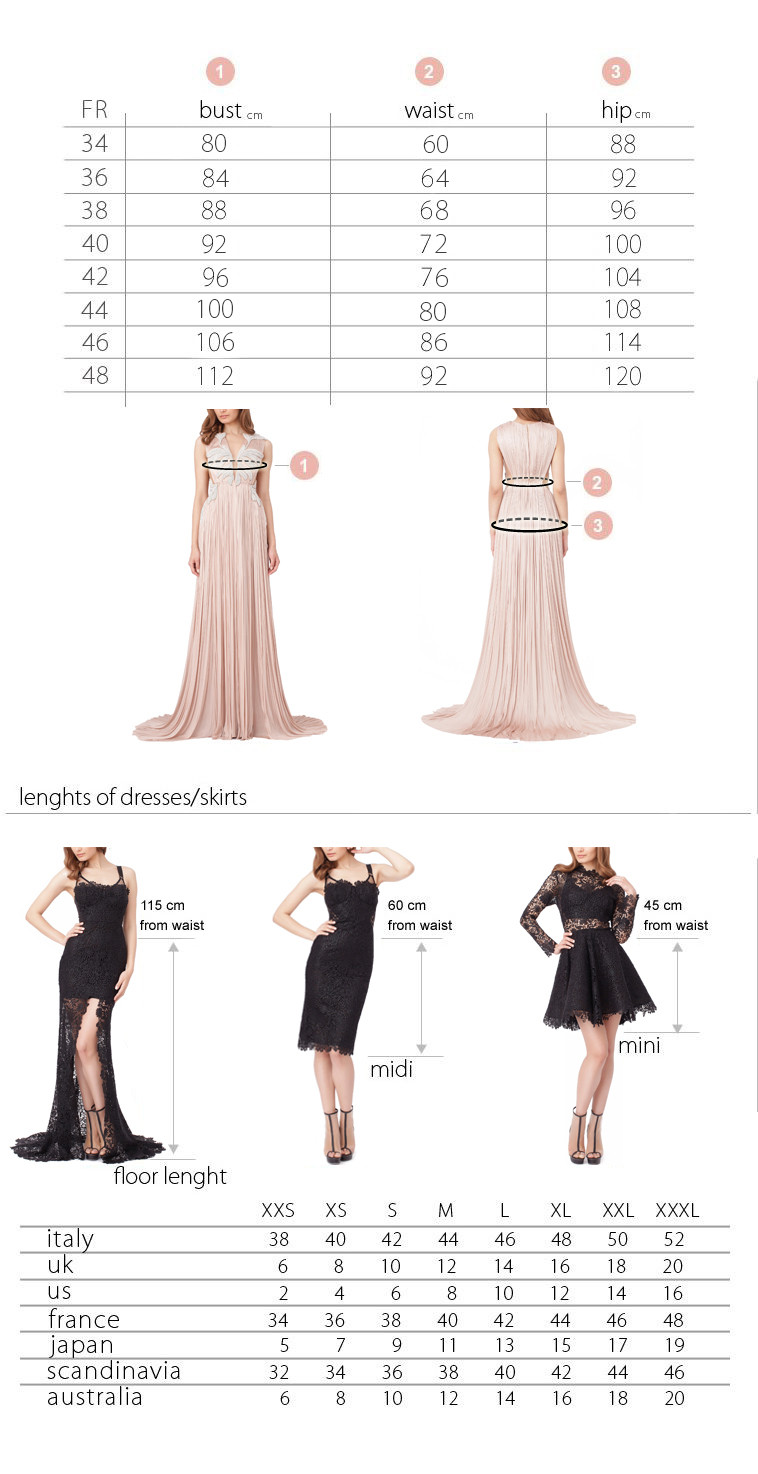 1 2 3
FR bust cm waist cm hip cm
34 80 60 88
36 84 64 92
38 88 68 96
40 92 72 100
42 96 76 104
44 100 80 108
46 106 86 114
48 112 92 120
1
2
3
lenghts of dresses/skirts
115 cm
from waist
60 cm
from waist
45 cm
from waist
mini
midi
floor lenght
XXS XS S M L XL XXL XXXL
italy 38 40 42 44 46 48 50 52
uk 6 8 10 12 14 16 18 20
us 2 4 6 8 10 12 14 16
france 34 36 38 40 42 44 46 48
japan 5 7 9 11 13 15 17 19
scandinavia 32 34 36 38 40 42 44 46
australia 6 8 10 12 14 16 18 20